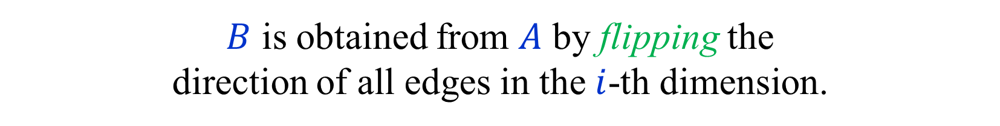 B is obtained from A by flipping the
direction of all edges in the i-th dimension.